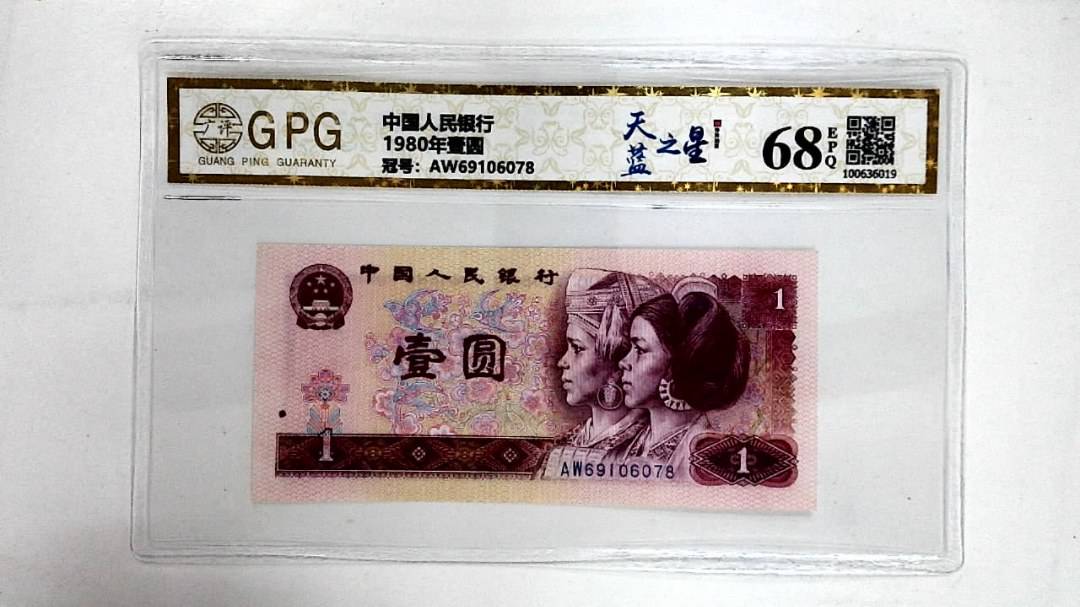 广评
GPG
GUANG PING GUARANTY
中国人民银行
1980年壹圆
冠号：AW69106078
天蓝之星
68
EPQ
100636019
中国人民银行
壹圆
1
1
AW69106078
1